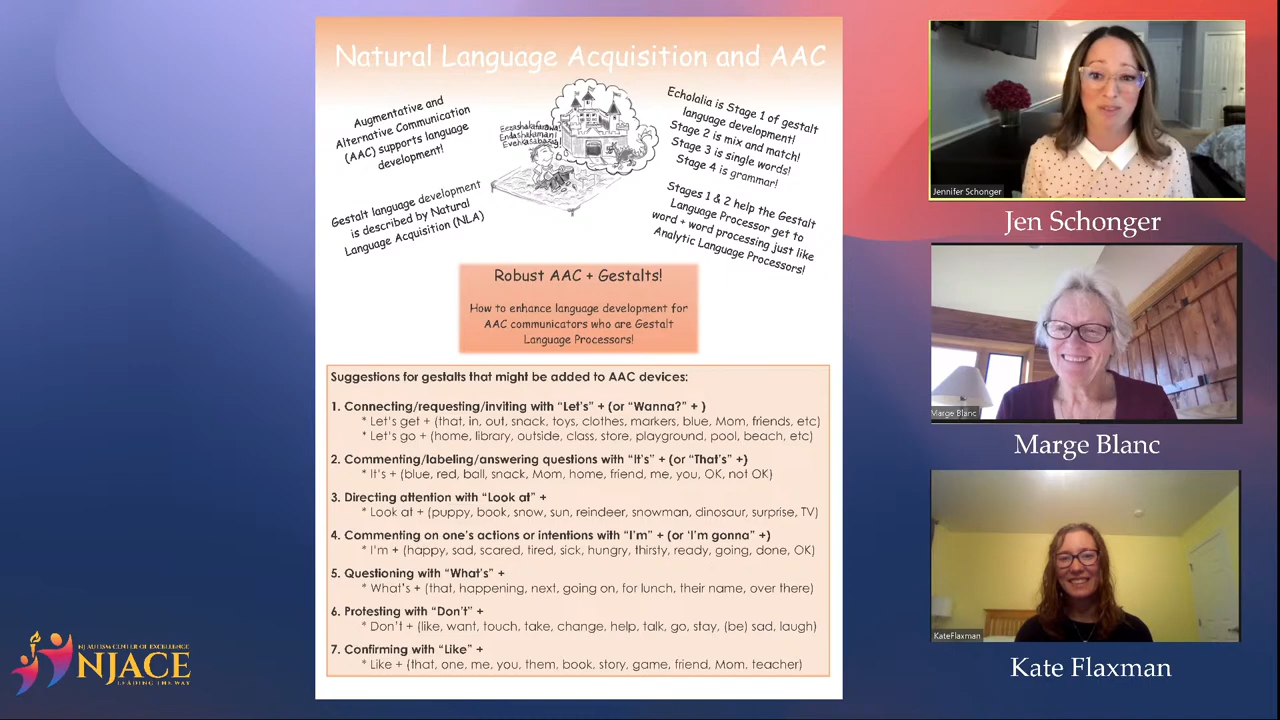 Natural Language Acquisition and AAC
Augmentative and
Alternative Communication
(AAC) supports language
development!
Gestalt language development
is described by Natural
Language Acquisition (NLA)
Eezashalafarawa!
Endashakaman!
Evehkasabasig!
Echolalia is Stage 1 of gestalt
language development!
Stage 2 is mix and match!
Stage 3 is single words!
Stage 4 is grammar!
Stages 1 & 2 help the Gestalt
Language Processor get to
word + word processing just like
Analytic Language Processors!
Robust AAC + Gestalts!
How to enhance language development for
AAC communicators who are Gestalt
Language Processors!
Suggestions for gestalts that might be added to AAC devices:
1. Connecting/requesting/inviting with “Let’s” + (or “Wanna?” + )
* Let’s get + (that, in, out, snack, toys, clothes, markers, blue, Mom, friends, etc)
* Let’s go + (home, library, outside, class, store, playground, pool, beach, etc)
2. Commenting/labeling/answering questions with “It’s” + (or “That’s” +)
* It’s + (blue, red, ball, snack, Mom, home, friend, me, you, OK, not OK)
3. Directing attention with “Look at” +
* Look at + (puppy, book, snow, sun, reindeer, snowman, dinosaur, surprise, TV)
4. Commenting on one’s actions or intentions with “I’m” + (or ‘I’m gonna” +)
* I’m + (happy, sad, scared, tired, sick, hungry, thirsty, ready, going, done, OK)
5. Questioning with “What’s” +
* What’s + (that, happening, next, going on, for lunch, their name, over there)
6. Protesting with “Don’t” +
* Don’t + (like, want, touch, take, change, help, talk, go, stay, (be) sad, laugh)
7. Confirming with “Like” +
* Like + (that, one, me, you, them, book, story, game, friend, Mom, teacher)
Jennifer Schonger
Jen Schonger
Marge Blanc
Marge Blanc
KateFlaxman
Kate Flaxman
NJ AUTISM CENTER OF EXCELLENCE
NJACE
LEADING THE WAY